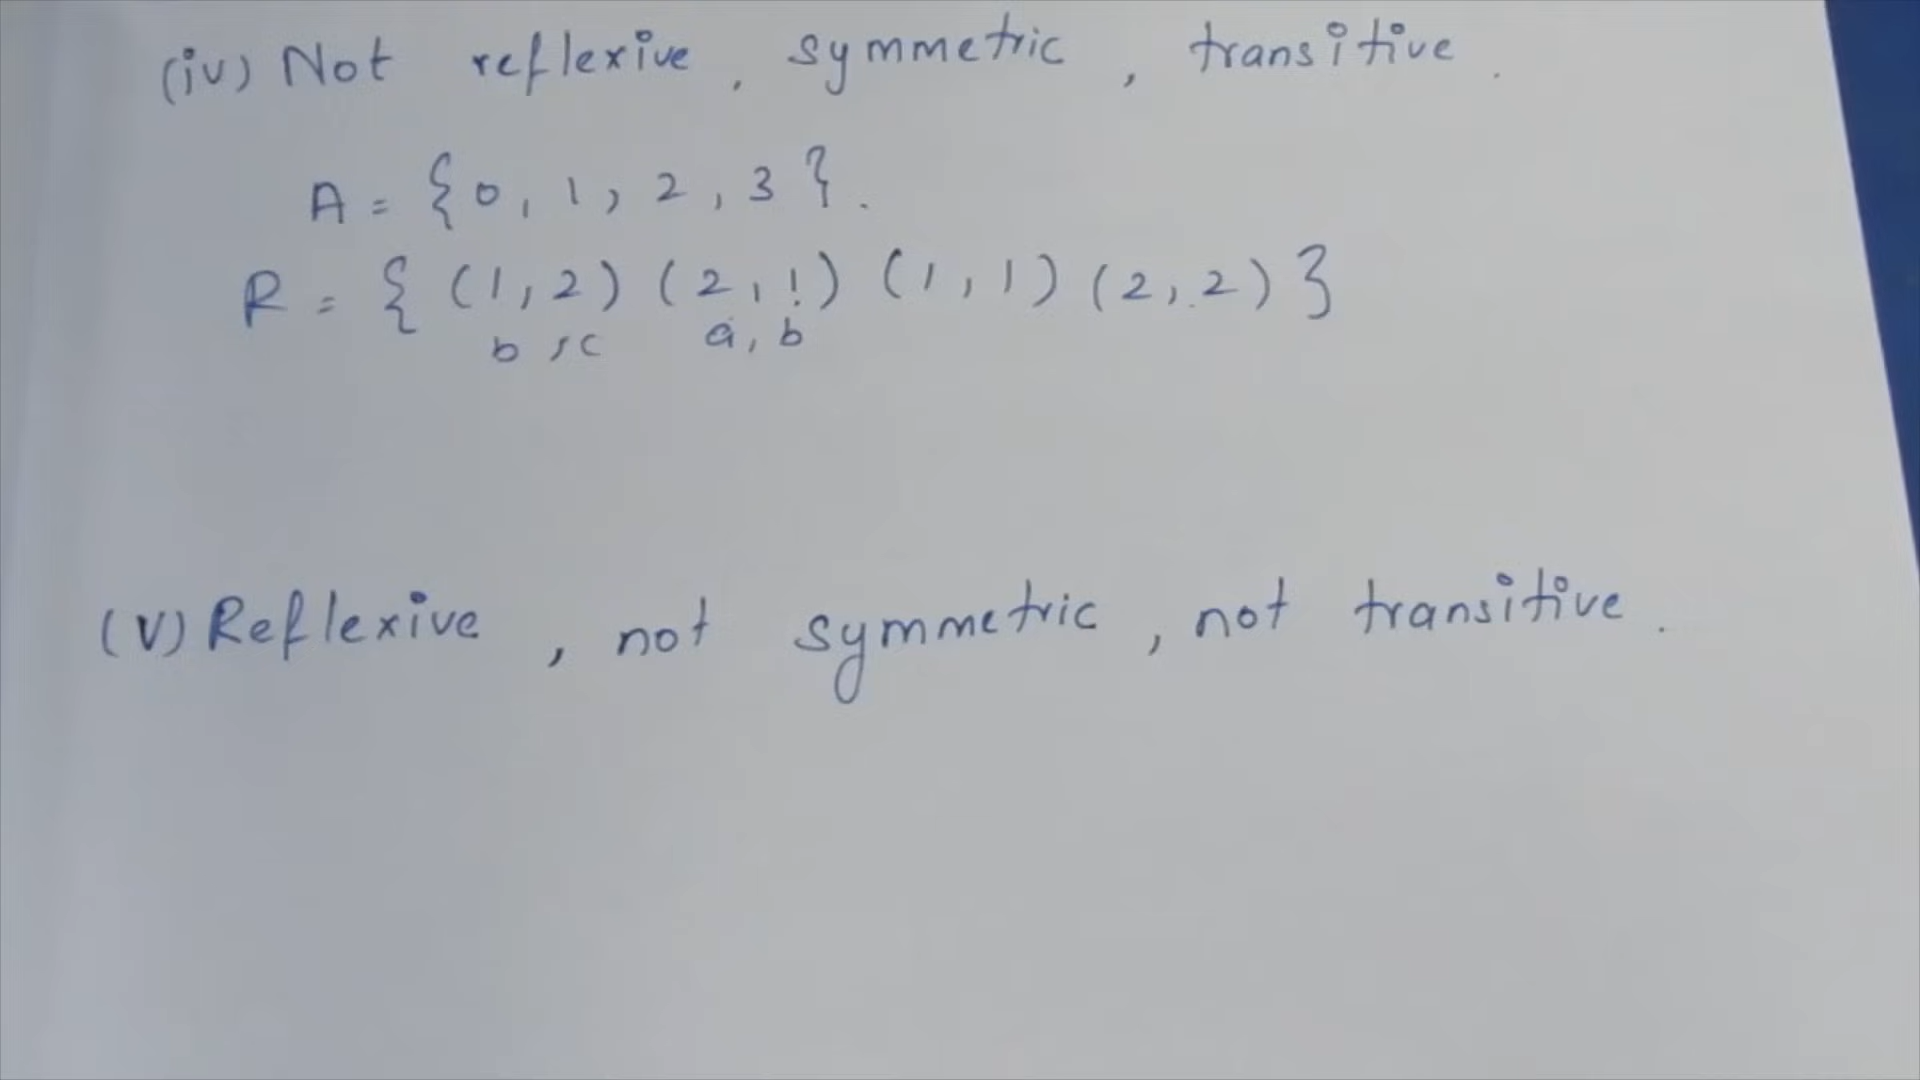 (iv) Not reflexive, symmetric, transitive.
A = {0, 1, 2, 3}.
R = { (1,2) (2,1) (1,1) (2,2) }
b,c a,b
(V) Reflexive, not symmetric, not transitive.